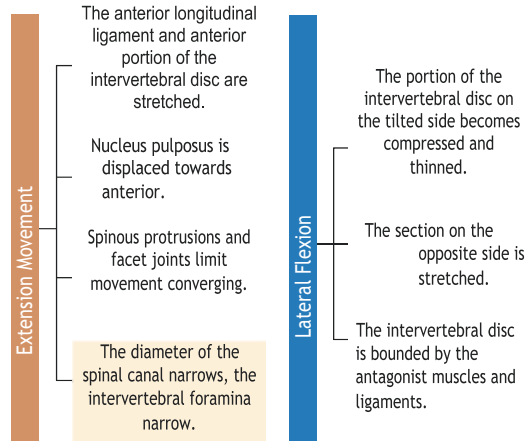 Extension Movement
The anterior longitudinal
ligament and anterior
portion of the
intervertebral disc are
stretched.
Nucleus pulposus is
displaced towards
anterior.
Spinous protrusions and
facet joints limit
movement converging.
The diameter of the
spinal canal narrows, the
intervertebral foramina
narrow.
Lateral Flexion
The portion of the
intervertebral disc on
the tilted side becomes
compressed and
thinned.
The section on the
opposite side is
stretched.
The intervertebral disc
is bounded by the
antagonist muscles and
ligaments.